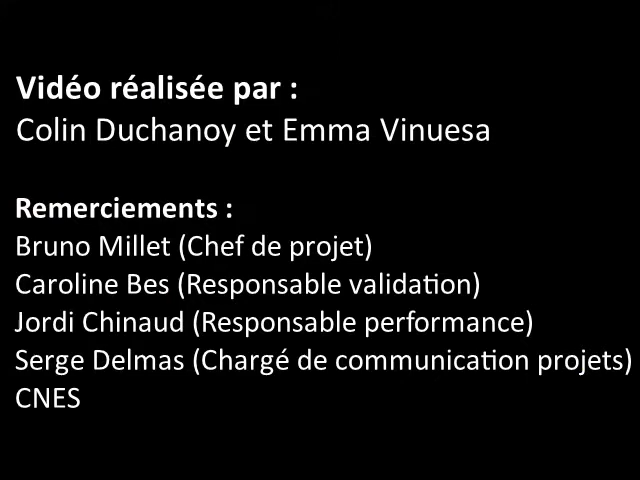 Vidéo réalisée par :
Colin Duchanoy et Emma Vinuesa
Remerciements :
Bruno Millet (Chef de projet)
Caroline Bes (Responsable validation)
Jordi Chinaud (Responsable performance)
Serge Delmas (Chargé de communication projets)
CNES